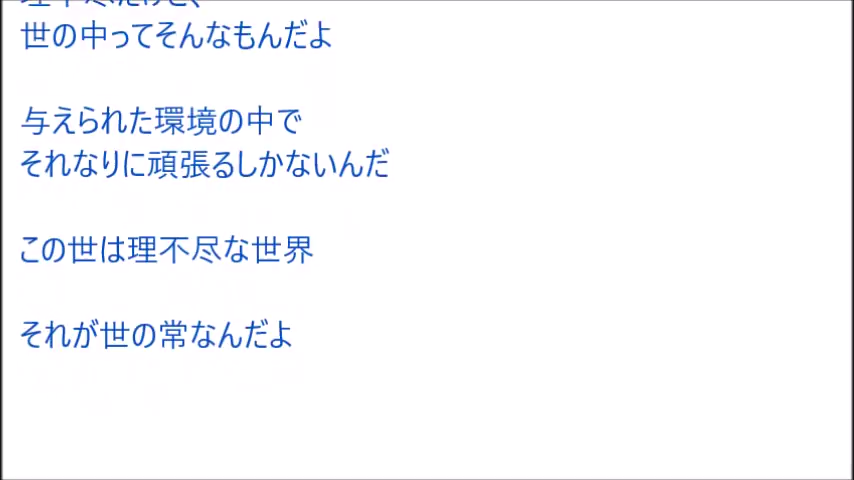 世の中ってそんなもんだよ
与えられた環境の中で
それなりに頑張るしかないんだ
この世は理不尽な世界
それが世の常なんだよ